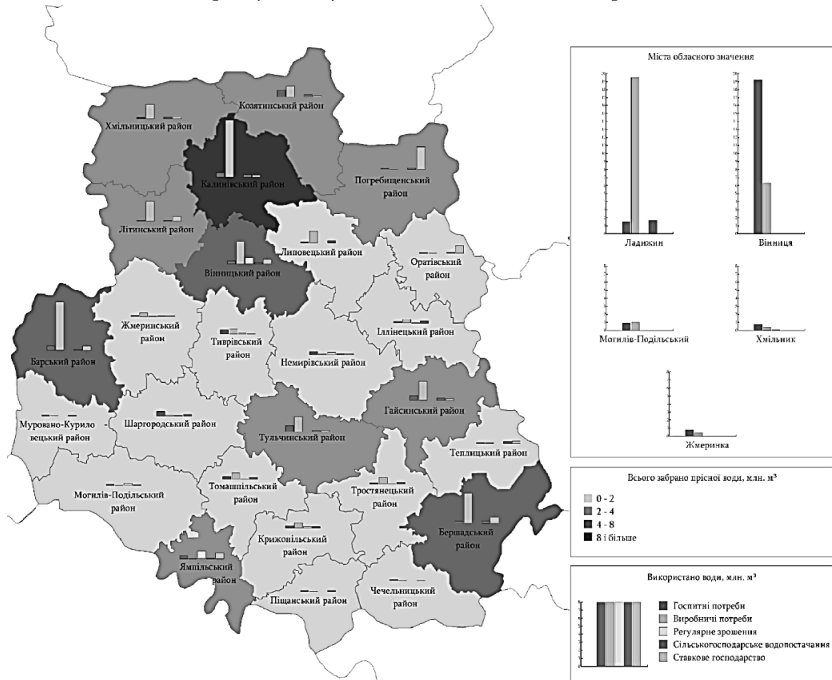 Козятинський район
Хмільницький район
Калинівський район
Погребищенський
район
Літинський район
Липовецький
район
Вінницький район
Оратівський
район
Жмеринський
район
Тиврівський
район
Немирівський район
Іллінецький
район
Барський район
Гайсинський район
Муровано-Курило
вецький район
Шаргородський район
Тульчинський район
Теплицький район
Могилів-Подільський
район
Томашпільський
район
Тростянецький
район
Бершадський
район
Крижопільський
район
Ямпільський
район
Піщанський район
Чечельницький
район
Міста обласного значення
Ладижин
Вінниця
Могилів-Подільський
Хмільник
Жмеринка
Всього забрано прісної води, млн. м³
0 - 2
2 - 4
4 - 8
8 і більше
Використано води, млн. м³
Госпитні потреби
Виробничі потреби
Регулярне зрошення
Сільськогосподарське водопостачання
Ставкове господарство